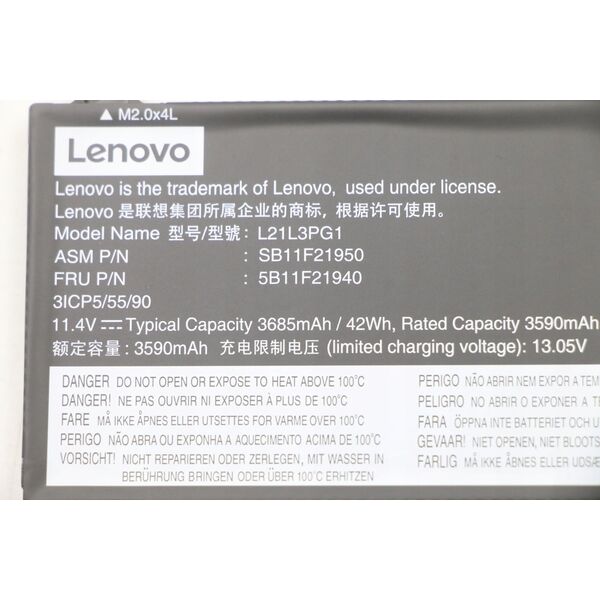 ▲ M2.0x4L
Lenovo
Lenovo is the trademark of Lenovo, used under license.
Lenovo 是联想集团所属企业的商标，根据许可使用。
Model Name 型号/型號: L21L3PG1
ASM P/N : SB11F21950
FRU P/N : 5B11F21940
3ICP5/55/90
11.4V⎓Typical Capacity 3685mAh / 42Wh, Rated Capacity 3590mAh
额定容量: 3590mAh 充电限制电压 (limited charging voltage): 13.05V
DANGER DO NOT OPEN OR EXPOSE TO HEAT ABOVE 100℃
DANGER! NE PAS OUVRIR NI EXPOSER À PLUS DE 100℃
FARE MÅ IKKE ÅPNES ELLER UTSETTES FOR VARME OVER 100℃
PERIGO NÃO ABRA OU EXPONHA A AQUECIMENTO ACIMA DE 100℃
VORSICHT! NICHT REPARIEREN ODER ZERLEGEN, MIT WASSER IN
BERÜHRUNG BRINGEN ODER ÜBER 100℃ ERHITZEN
PERIGO NÃO ABRIR NEM EXPOR A TEM
PELIGRO NO ABRIR O EXPONER A
FARA ÖPPNA INTE BATTERIET OCH U
GEVAAR! NIET OPENEN, NIET BLOOTS
FARLIG MÅ IKKE ÅBNES ELLER UDSÆ